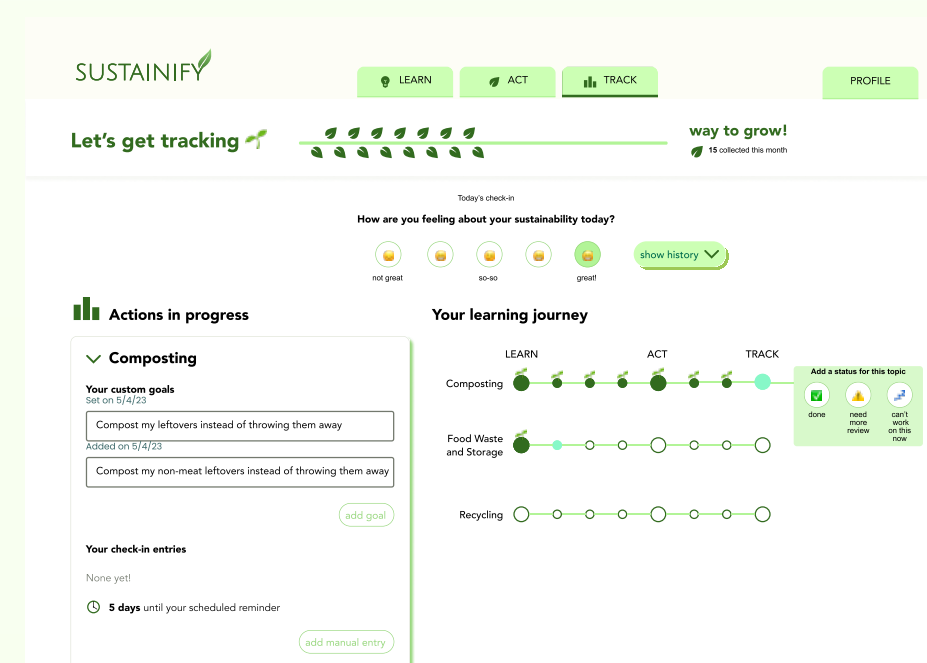 SUSTAINIFY
LEARN
ACT
TRACK
PROFILE
Let's get tracking
way to grow!
15 collected this month
Today's check-in
How are you feeling about your sustainability today?
not great
so-so
great!
show history
Actions in progress
Composting
Your custom goals
Set on 5/4/23
Compost my leftovers instead of throwing them away
Added on 5/4/23
Compost my non-meat leftovers instead of throwing them away
add goal
Your check-in entries
None yet!
5 days until your scheduled reminder
add manual entry
Your learning journey
LEARN
ACT
TRACK
Composting
Food Waste
and Storage
Recycling
Add a status for this topic
done
need
more
review
can't
work
on this
now